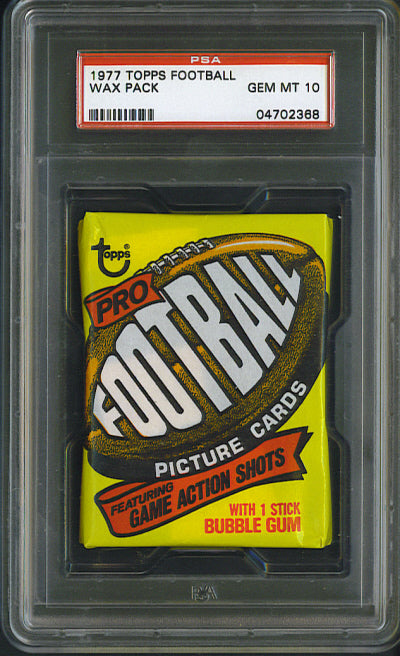 PSA
1977 TOPPS FOOTBALL
WAX PACK GEM MT 10
04702368
Topps®
PRO
FOOTBALL
PICTURE CARDS
FEATURING
GAME ACTION SHOTS
WITH 1 STICK
BUBBLE GUM
PSA